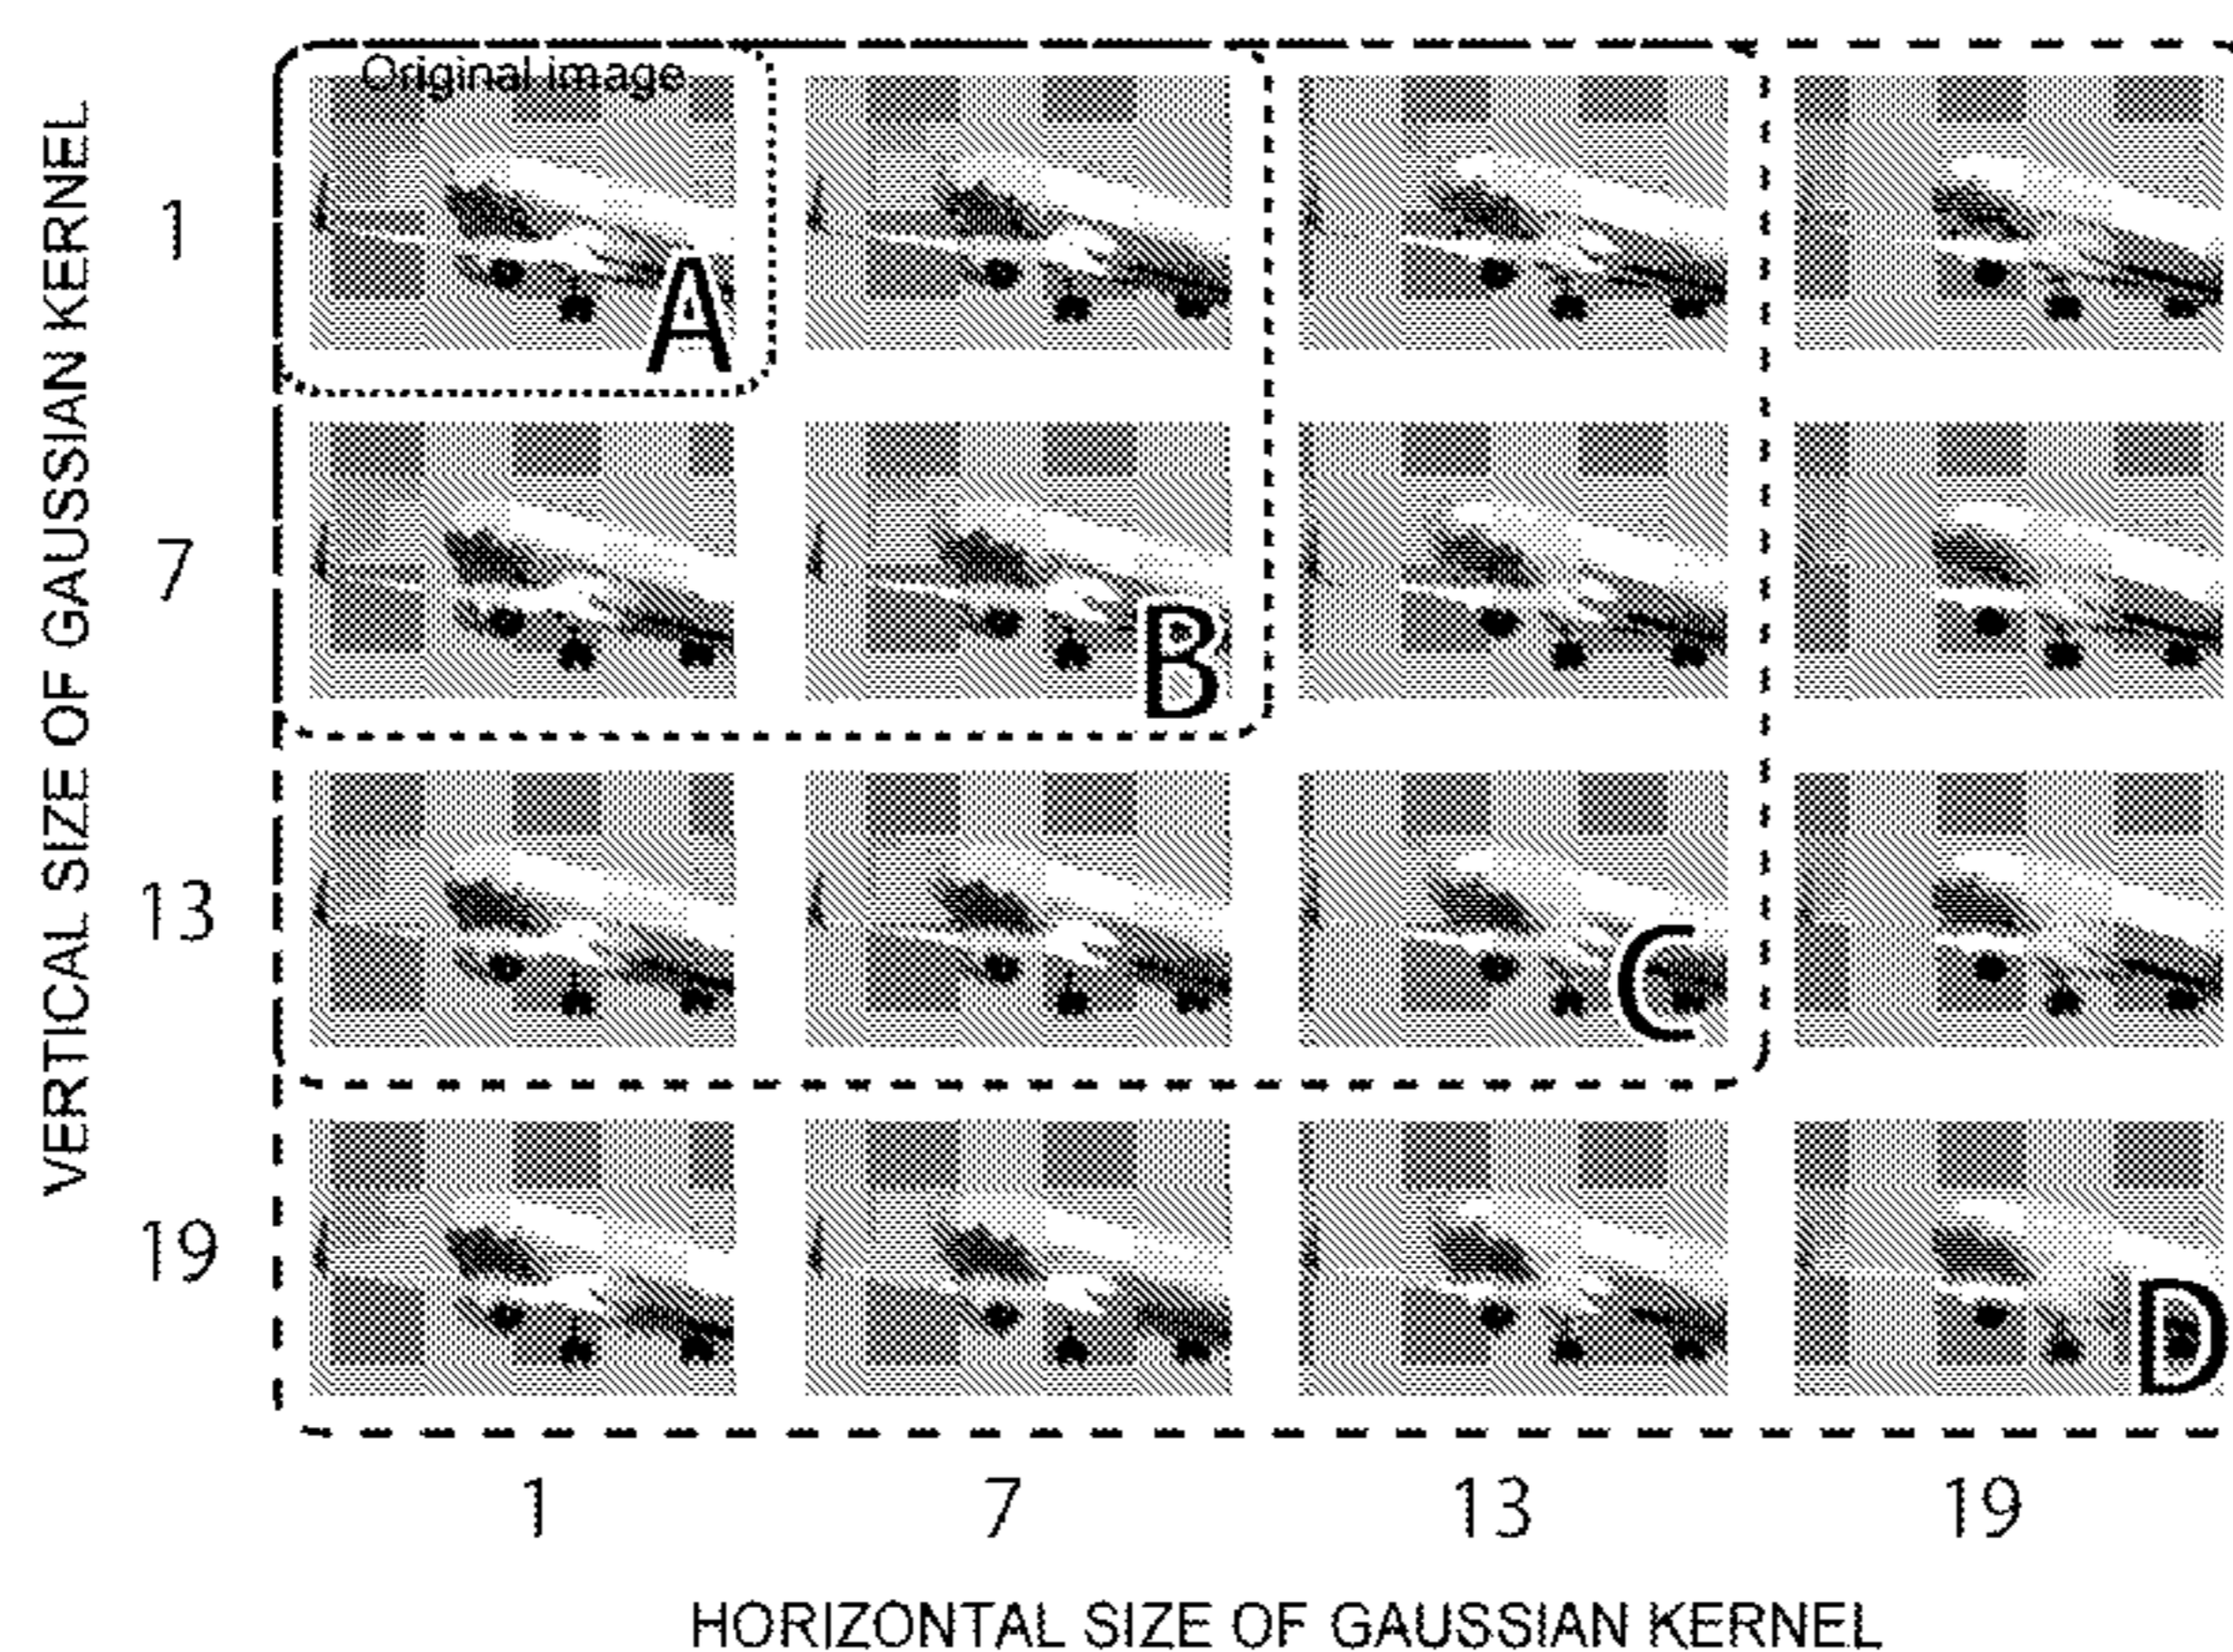 VERTICAL SIZE OF GAUSSIAN KERNEL
Original image
1
A
7
B
13
C
19
D
1 7 13 19
HORIZONTAL SIZE OF GAUSSIAN KERNEL